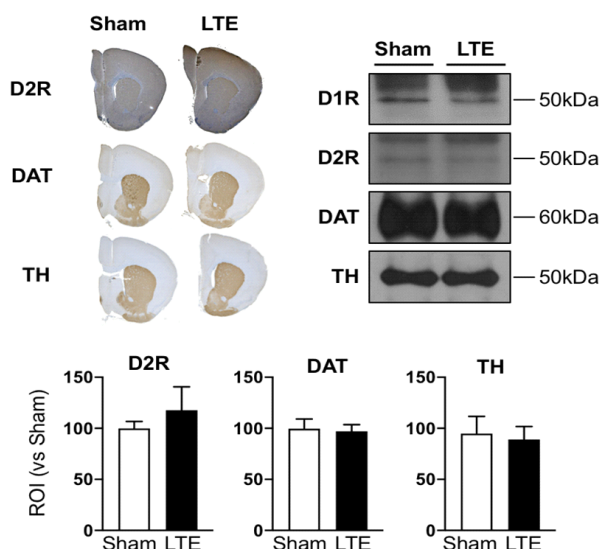 Sham LTE
D2R
DAT
TH
Sham LTE
D1R 50kDa
D2R 50kDa
DAT 60kDa
TH 50kDa
D2R
150
100
50
0
ROI (vs Sham)
Sham LTE
DAT
150
100
50
0
Sham LTE
TH
150
100
50
0
Sham LTE